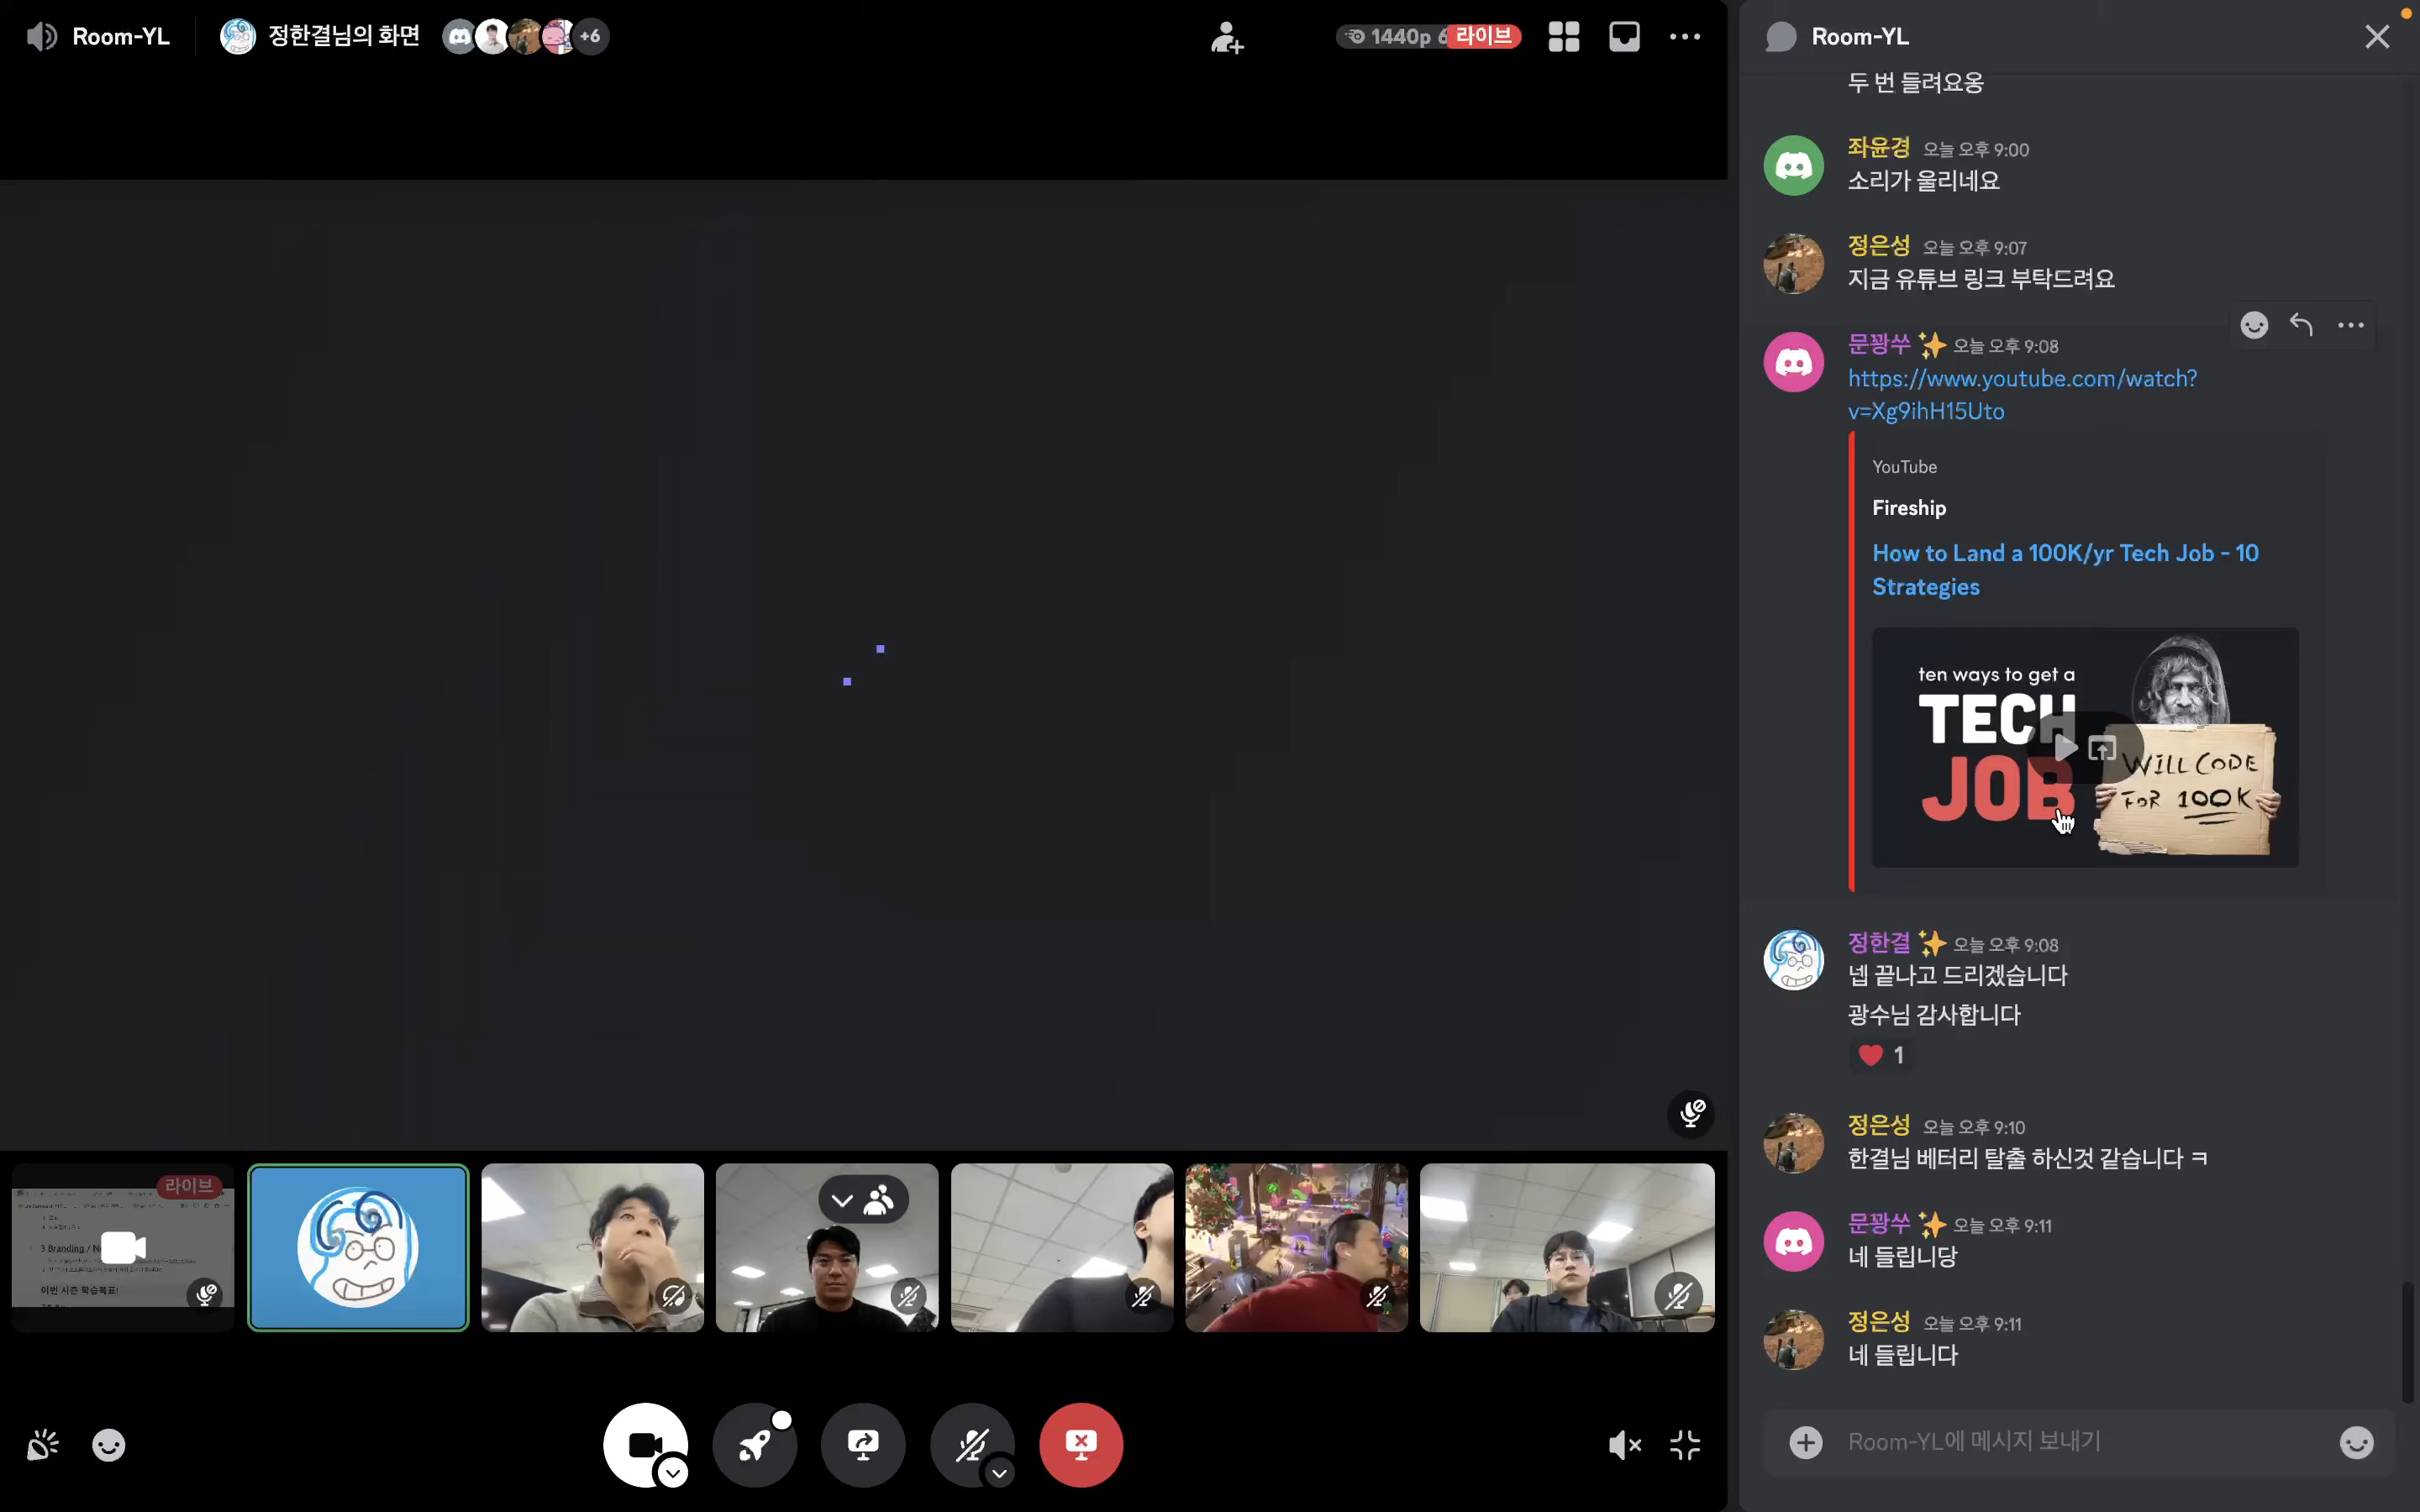 Room-YL
정한결님의 화면
+6
1440p 6
라이브
Room-YL
두 번 들려요옹
좌윤경 오늘 오후 9:00
소리가 울리네요
정은성 오늘 오후 9:07
지금 유튜브 링크 부탁드려요
문꽝쑤 ✨ 오늘 오후 9:08
https://www.youtube.com/watch?
v=Xg9ihH15Uto
YouTube
Fireship
How to Land a 100K/yr Tech Job - 10
Strategies
ten ways to get a
TECH
JOB
WILL CODE
FOR 100K
정한결 ✨ 오늘 오후 9:08
넵 끝나고 드리겠습니다
광수님 감사합니다
❤️ 1
정은성 오늘 오후 9:10
한결님 베터리 탈출 하신것 같습니다 ㅋ
문꽝쑤 ✨ 오늘 오후 9:11
네 들립니당
정은성 오늘 오후 9:11
네 들립니다
라이브
3 Branding
이번 시즌 학습목표!
Room-YL에 메시지 보내기